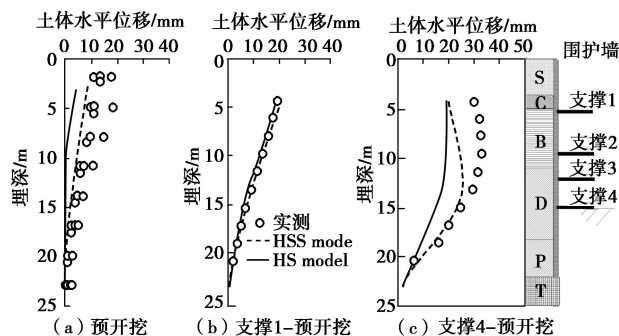 土体水平位移/mm
0 10 20 30 40
0
5
10
15
20
25
埋深/m
(a) 预开挖
土体水平位移/mm
0 20 40
5
10
15
20
25
埋深/m
实测
HSS mode
HS model
(b) 支撑1-预开挖
土体水平位移/mm
0 10 20 30 40 50
0
5
10
15
20
25
埋深/m
(c) 支撑4-预开挖
围护墙
S
C
B
D
P
T
支撑1
支撑2
支撑3
支撑4